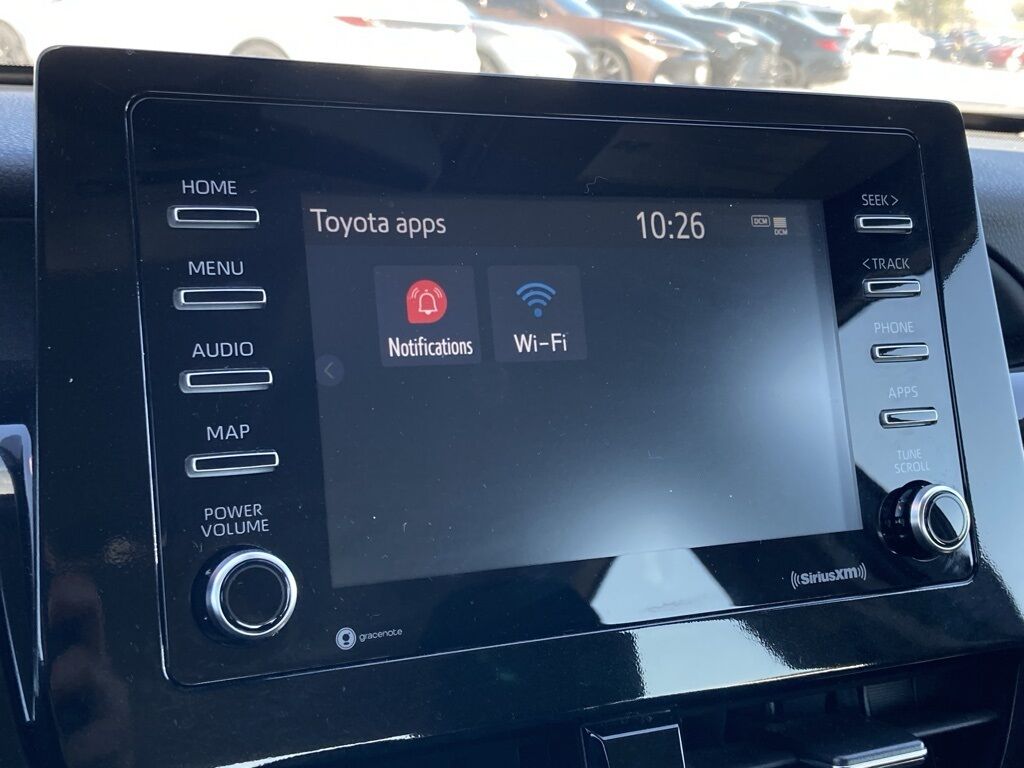 HOME
MENU
AUDIO
MAP
POWER
VOLUME
Toyota apps
10:26
DCM
DCM
Notifications
Wi-Fi
<
SEEK >
< TRACK
PHONE
APPS
TUNE
SCROLL
gracenote
((SiriusXM))